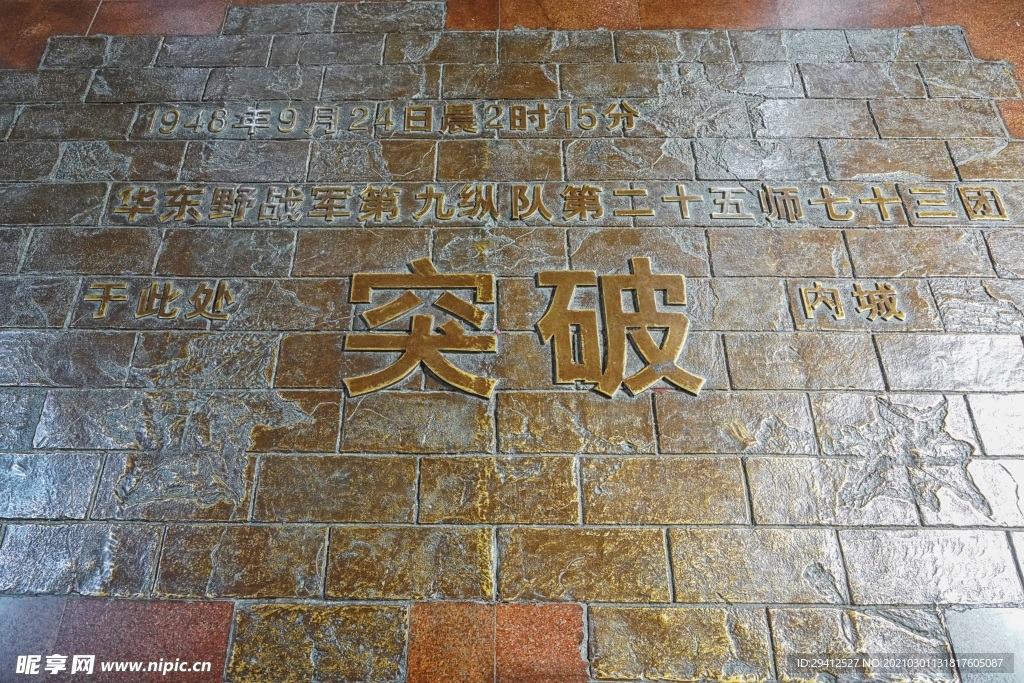 1948年9月24日晨2时15分
华东野战军第九纵队第二十五师七十三团
于此处 突破 内城
昵享网 www.nipic.cn
ID:29412527 NO:20210301131817605087